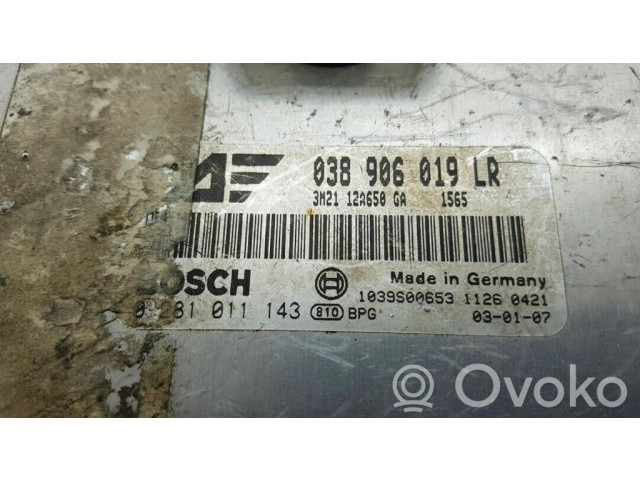 038 906 019 LR
3M21 12A650 GA 1565
BOSCH
Made in Germany
1039S00653 1126 0421
0 281 011 143 810 BPG 03-01-07
Ovoko